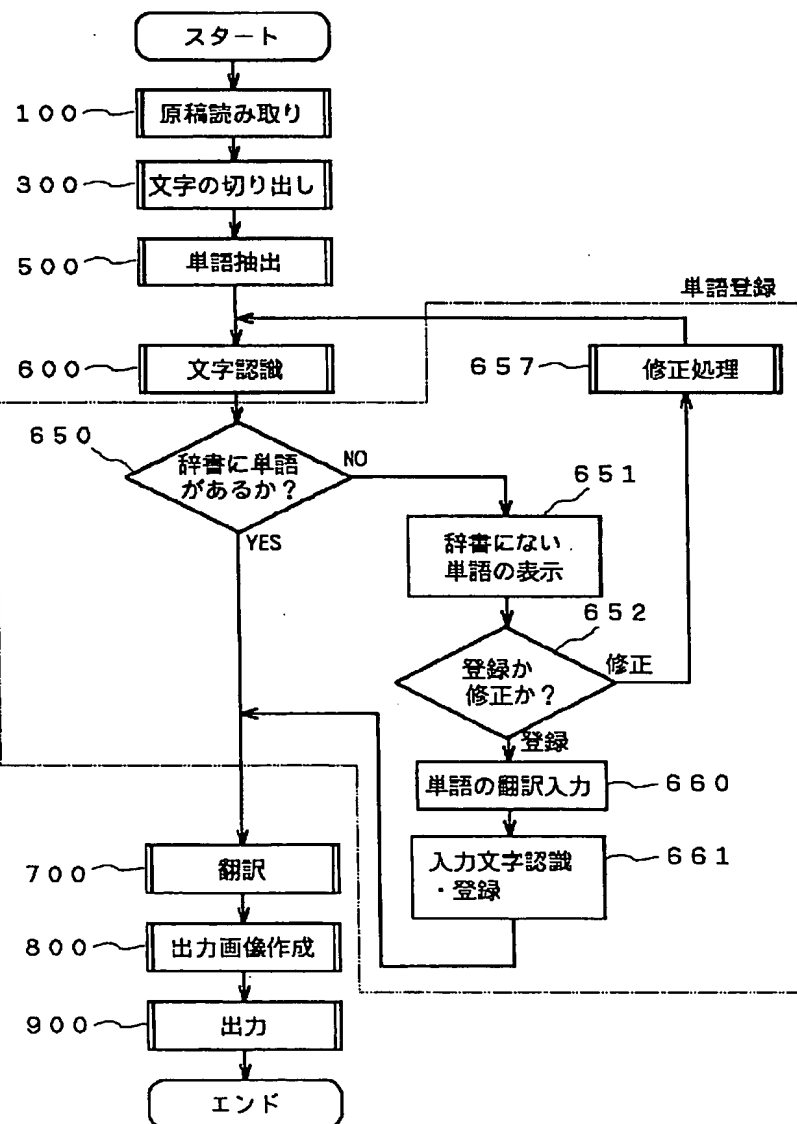 スタート
100
原稿読み取り
300
文字の切り出し
500
単語抽出
単語登録
600
文字認識
657
修正処理
650
辞書に単語
があるか？
NO
YES
651
辞書にない
単語の表示
652
登録か
修正か？
修正
登録
単語の翻訳入力
660
入力文字認識
・登録
661
700
翻訳
800
出力画像作成
900
出力
エンド